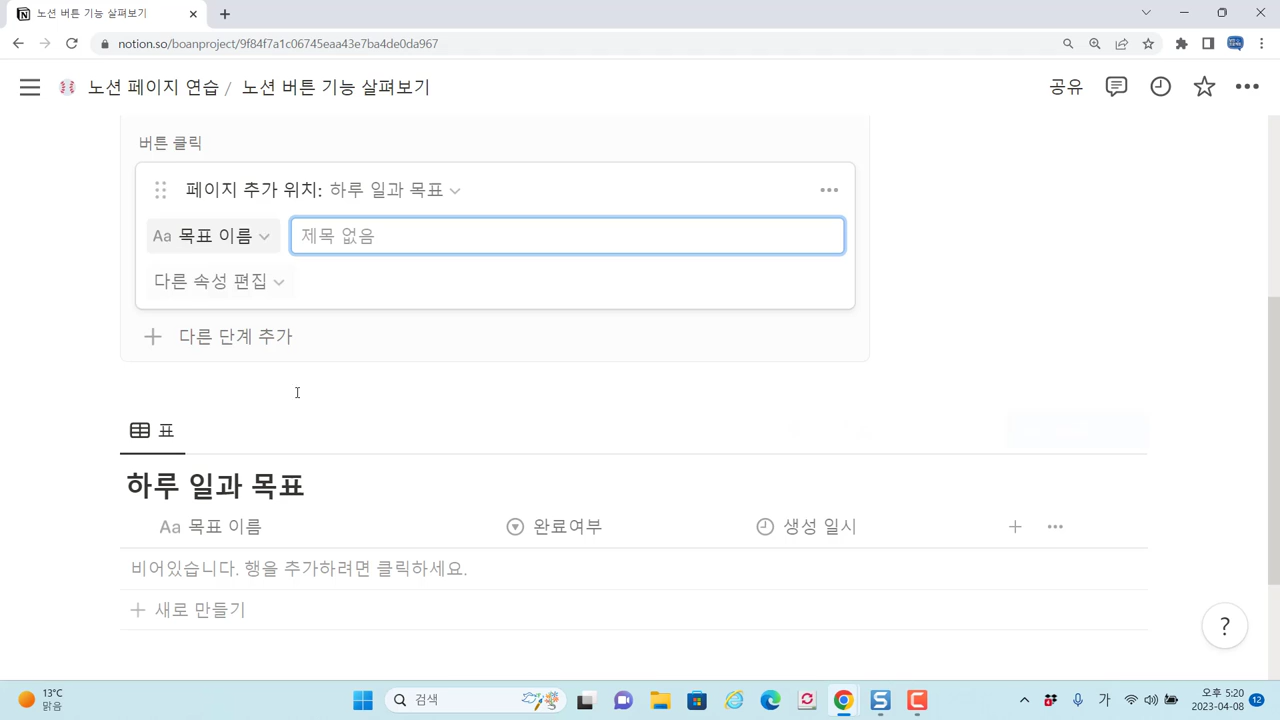 노션 버튼 기능 살펴보기
notion.so/boanproject/9f84f7a1c06745eaa43e7ba4de0da967
노션 페이지 연습 / 노션 버튼 기능 살펴보기
공유
버튼 클릭
페이지 추가 위치: 하루 일과 목표
Aa 목표 이름
제목 없음
다른 속성 편집
다른 단계 추가
표
하루 일과 목표
Aa 목표 이름
완료여부
생성 일시
비어있습니다. 행을 추가하려면 클릭하세요.
새로 만들기
?
13°C
맑음
검색
가
오후 5:20
2023-04-08
12